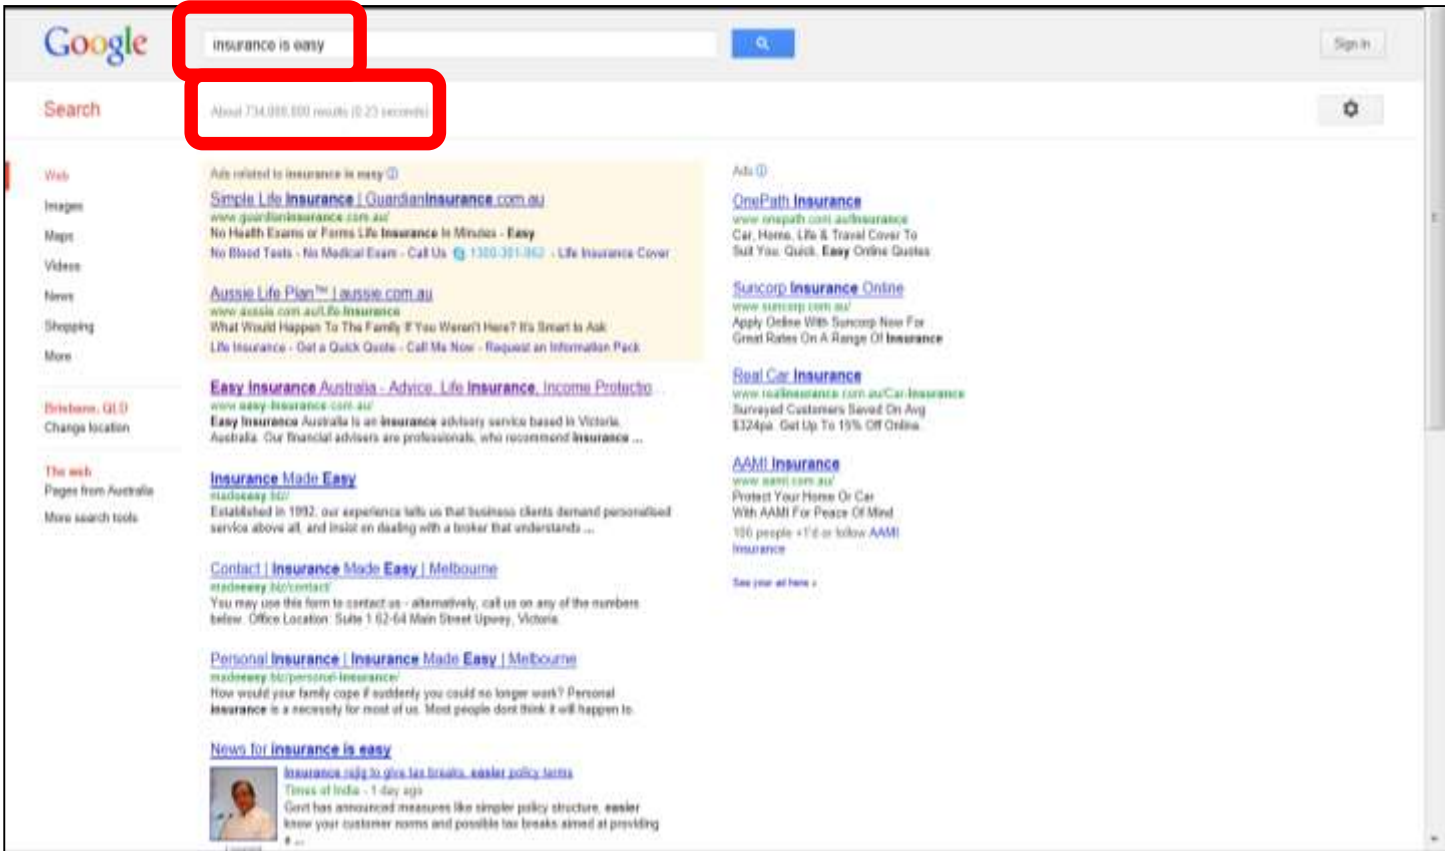 Google
insurance is easy
Sign in
Search
About 734,000,000 results (0.23 seconds)
Web
Images
Maps
Videos
News
Shopping
More
Brisbane, QLD
Change location
The web
Pages from Australia
More search tools
Ads related to insurance is easy
Simple Life Insurance | GuardianInsurance.com.au
www.guardianinsurance.com.au/
No Health Exams or Forms Life Insurance In Minutes - Easy
No Blood Tests - No Medical Exam - Call Us 1300-301-962 - Life Insurance Cover
Aussie Life Plan™ | aussie.com.au
www.aussie.com.au/Life-Insurance
What Would Happen To The Family If You Weren't Here? It's Smart to Ask
Life Insurance - Get a Quick Quote - Call Me Now - Request an Information Pack
Easy Insurance Australia - Advice, Life Insurance, Income Protectio...
www.easy-insurance.com.au/
Easy Insurance Australia is an insurance advisory service based in Victoria,
Australia. Our financial advisers are professionals, who recommend insurance ...
Insurance Made Easy
madeeasy.biz/
Established in 1992, our experience tells us that business clients demand personalised
service above all, and insist on dealing with a broker that understands ...
Contact | Insurance Made Easy | Melbourne
madeeasy.biz/contact/
You may use this form to contact us - alternatively, call us on any of the numbers
below. Office Location: Suite 1 62-64 Main Street Upwey, Victoria.
Personal Insurance | Insurance Made Easy | Melbourne
madeeasy.biz/personal-insurance/
How would your family cope if suddenly you could no longer work? Personal
insurance is a necessity for most of us. Most people dont think it will happen to
News for insurance is easy
Insurance rejig to give tax breaks, easier policy terms
Times of India - 1 day ago
Govt has announced measures like simpler policy structure, easier
know your customer norms and possible tax breaks aimed at providing
a ...
Ads
OnePath Insurance
www.onepath.com.au/Insurance
Car, Home, Life & Travel Cover To
Suit You. Quick, Easy Online Quotes
Suncorp Insurance Online
www.suncorp.com.au/
Apply Online With Suncorp Now For
Great Rates On A Range Of Insurance
Real Car Insurance
www.realinsurance.com.au/Car-Insurance
Surveyed Customers Saved On Avg
$324pa. Get Up To 15% Off Online.
AAMI Insurance
www.aami.com.au/
Protect Your Home Or Car
With AAMI For Peace Of Mind
106 people +1'd or follow AAMI
Insurance
See your ad here »